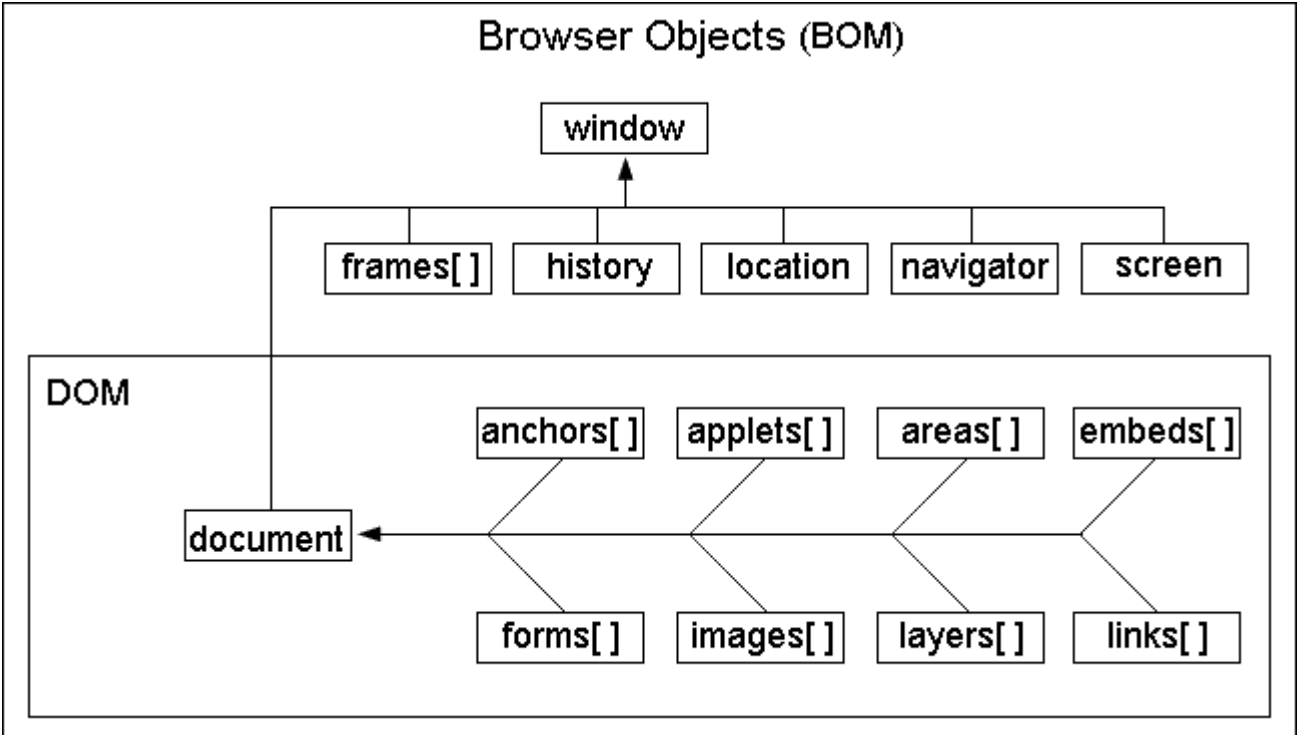 Browser Objects (BOM)
window
frames[ ]
history
location
navigator
screen
DOM
anchors[ ]
applets[ ]
areas[ ]
embeds[ ]
document
forms[ ]
images[ ]
layers[ ]
links[ ]